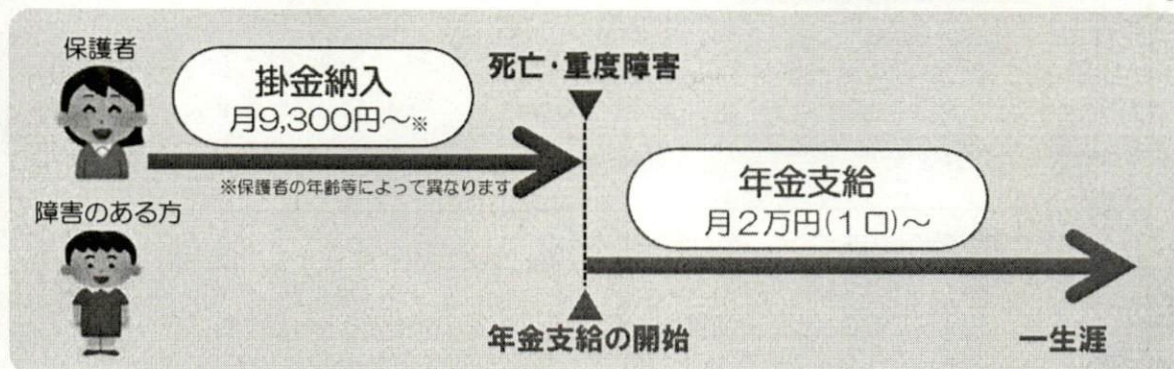 保護者
掛金納入
月9,300円～※
死亡・重度障害
※保護者の年齢等によって異なります
障害のある方
年金支給
月2万円(1口)～
年金支給の開始
一生涯